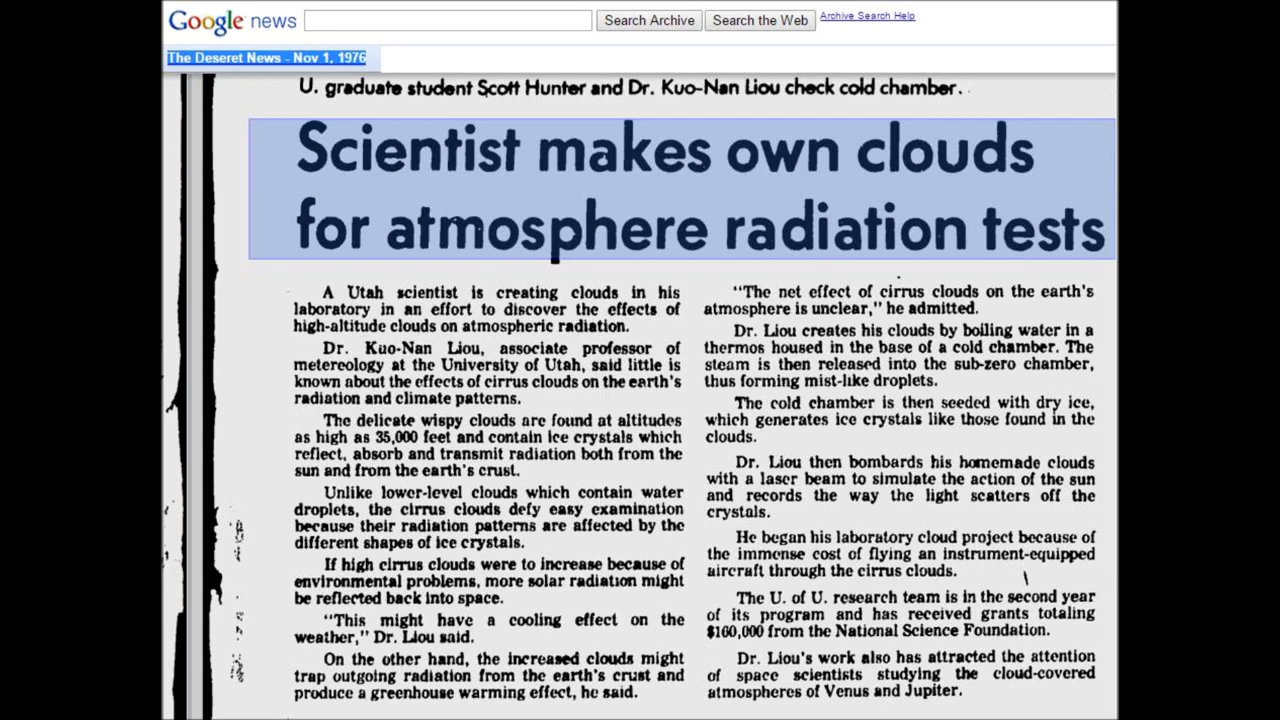 Google news
Search Archive
Search the Web
Archive Search Help
The Deseret News - Nov 1, 1976
U. graduate student Scott Hunter and Dr. Kuo-Nan Liou check cold chamber.
Scientist makes own clouds
for atmosphere radiation tests
A Utah scientist is creating clouds in his
laboratory in an effort to discover the effects of
high-altitude clouds on atmospheric radiation.
Dr. Kuo-Nan Liou, associate professor of
metereology at the University of Utah, said little is
known about the effects of cirrus clouds on the earth's
radiation and climate patterns.
The delicate wispy clouds are found at altitudes
as high as 35,000 feet and contain ice crystals which
reflect, absorb and transmit radiation both from the
sun and from the earth's crust.
Unlike lower-level clouds which contain water
droplets, the cirrus clouds defy easy examination
because their radiation patterns are affected by the
different shapes of ice crystals.
If high cirrus clouds were to increase because of
environmental problems, more solar radiation might
be reflected back into space.
"This might have a cooling effect on the
weather," Dr. Liou said.
On the other hand, the increased clouds might
trap outgoing radiation from the earth's crust and
produce a greenhouse warming effect, he said.
"The net effect of cirrus clouds on the earth's
atmosphere is unclear," he admitted.
Dr. Liou creates his clouds by boiling water in a
thermos housed in the base of a cold chamber. The
steam is then released into the sub-zero chamber,
thus forming mist-like droplets.
The cold chamber is then seeded with dry ice,
which generates ice crystals like those found in the
clouds.
Dr. Liou then bombards his homemade clouds
with a laser beam to simulate the action of the sun
and records the way the light scatters off the
crystals.
He began his laboratory cloud project because of
the immense cost of flying an instrument-equipped
aircraft through the cirrus clouds.
The U. of U. research team is in the second year
of its program and has received grants totaling
$160,000 from the National Science Foundation.
Dr. Liou's work also has attracted the attention
of space scientists studying the cloud-covered
atmospheres of Venus and Jupiter.